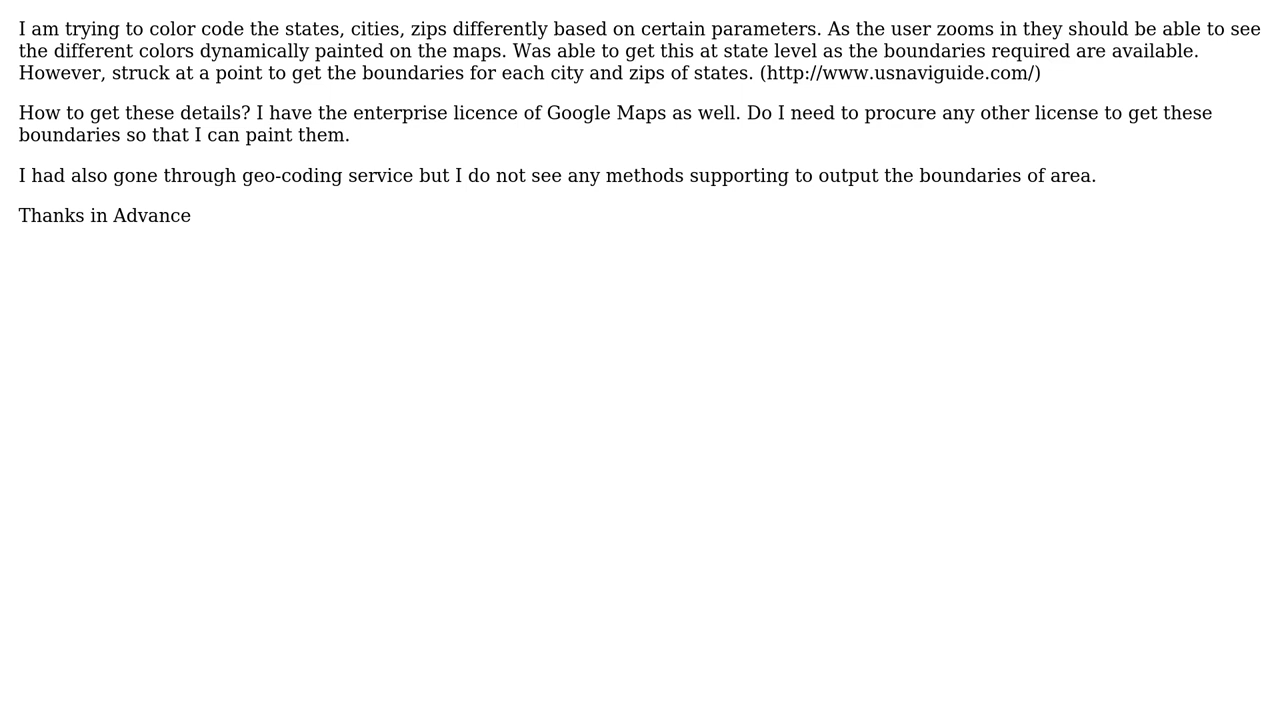 I am trying to color code the states, cities, zips differently based on certain parameters. As the user zooms in they should be able to see
the different colors dynamically painted on the maps. Was able to get this at state level as the boundaries required are available.
However, struck at a point to get the boundaries for each city and zips of states. (http://www.usnaviguide.com/)
How to get these details? I have the enterprise licence of Google Maps as well. Do I need to procure any other license to get these
boundaries so that I can paint them.
I had also gone through geo-coding service but I do not see any methods supporting to output the boundaries of area.
Thanks in Advance